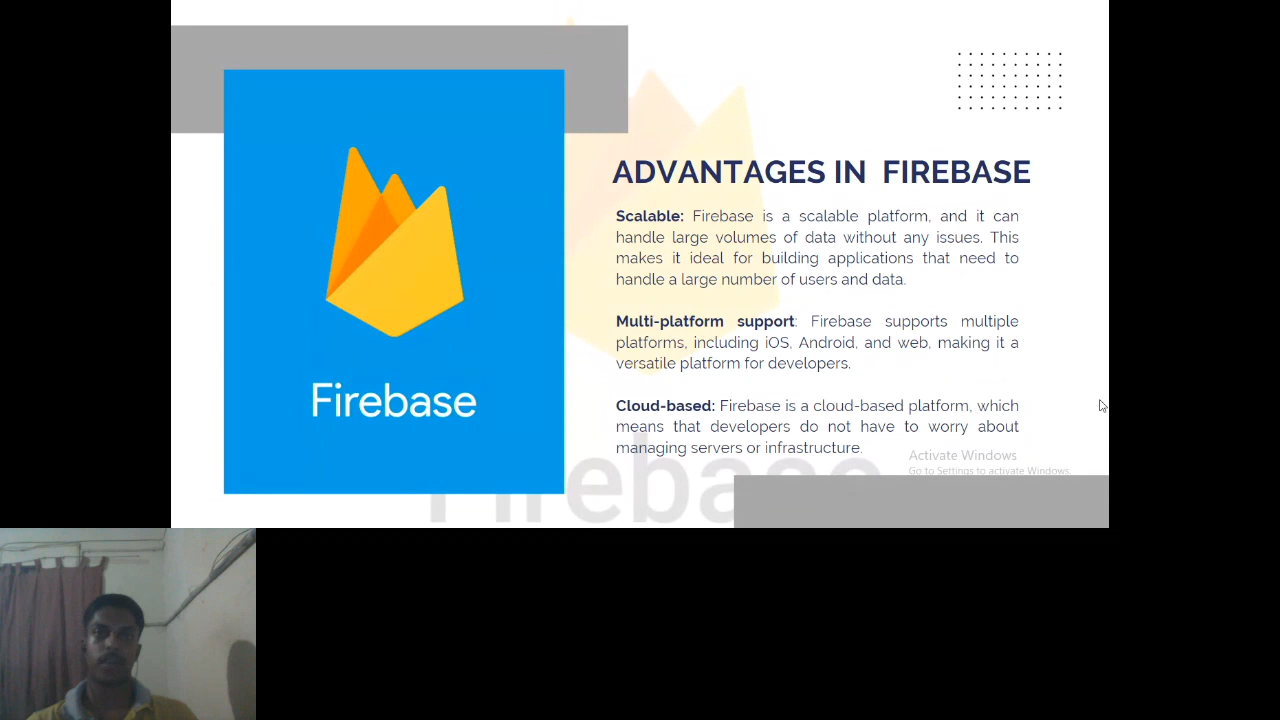 ADVANTAGES IN FIREBASE
Scalable: Firebase is a scalable platform, and it can
handle large volumes of data without any issues. This
makes it ideal for building applications that need to
handle a large number of users and data.
Multi-platform support: Firebase supports multiple
platforms, including iOS, Android, and web, making it a
versatile platform for developers.
Cloud-based: Firebase is a cloud-based platform, which
means that developers do not have to worry about
managing servers or infrastructure.
Firebase
Activate Windows
Go to Settings to activate Windows.
Firebase